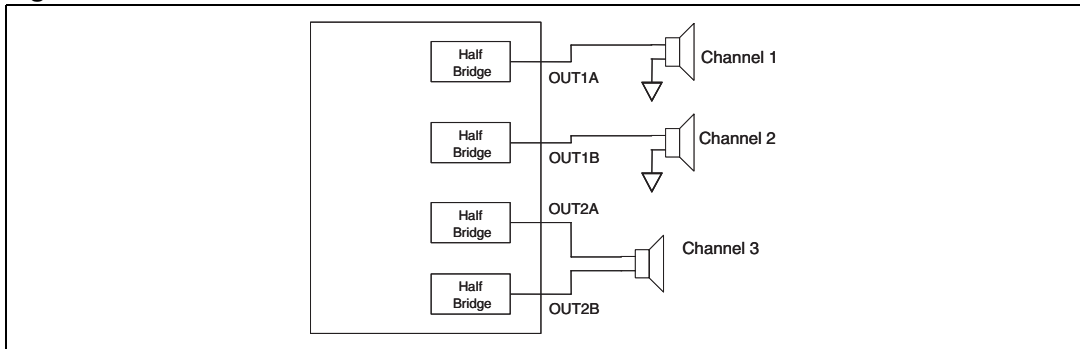 Half
Bridge
OUT1A
Channel 1
Half
Bridge
OUT1B
Channel 2
Half
Bridge
OUT2A
Channel 3
Half
Bridge
OUT2B